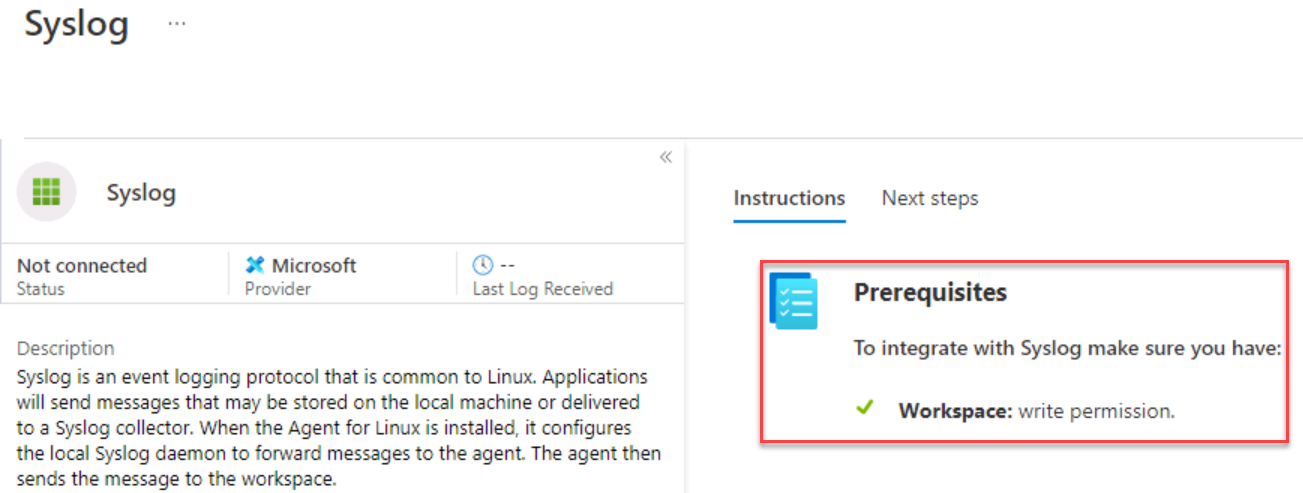 Syslog ...
«
Syslog
Not connected
Status
Microsoft
Provider
--
Last Log Received
Description
Syslog is an event logging protocol that is common to Linux. Applications
will send messages that may be stored on the local machine or delivered
to a Syslog collector. When the Agent for Linux is installed, it configures
the local Syslog daemon to forward messages to the agent. The agent then
sends the message to the workspace.
Instructions Next steps
Prerequisites
To integrate with Syslog make sure you have:
Workspace: write permission.